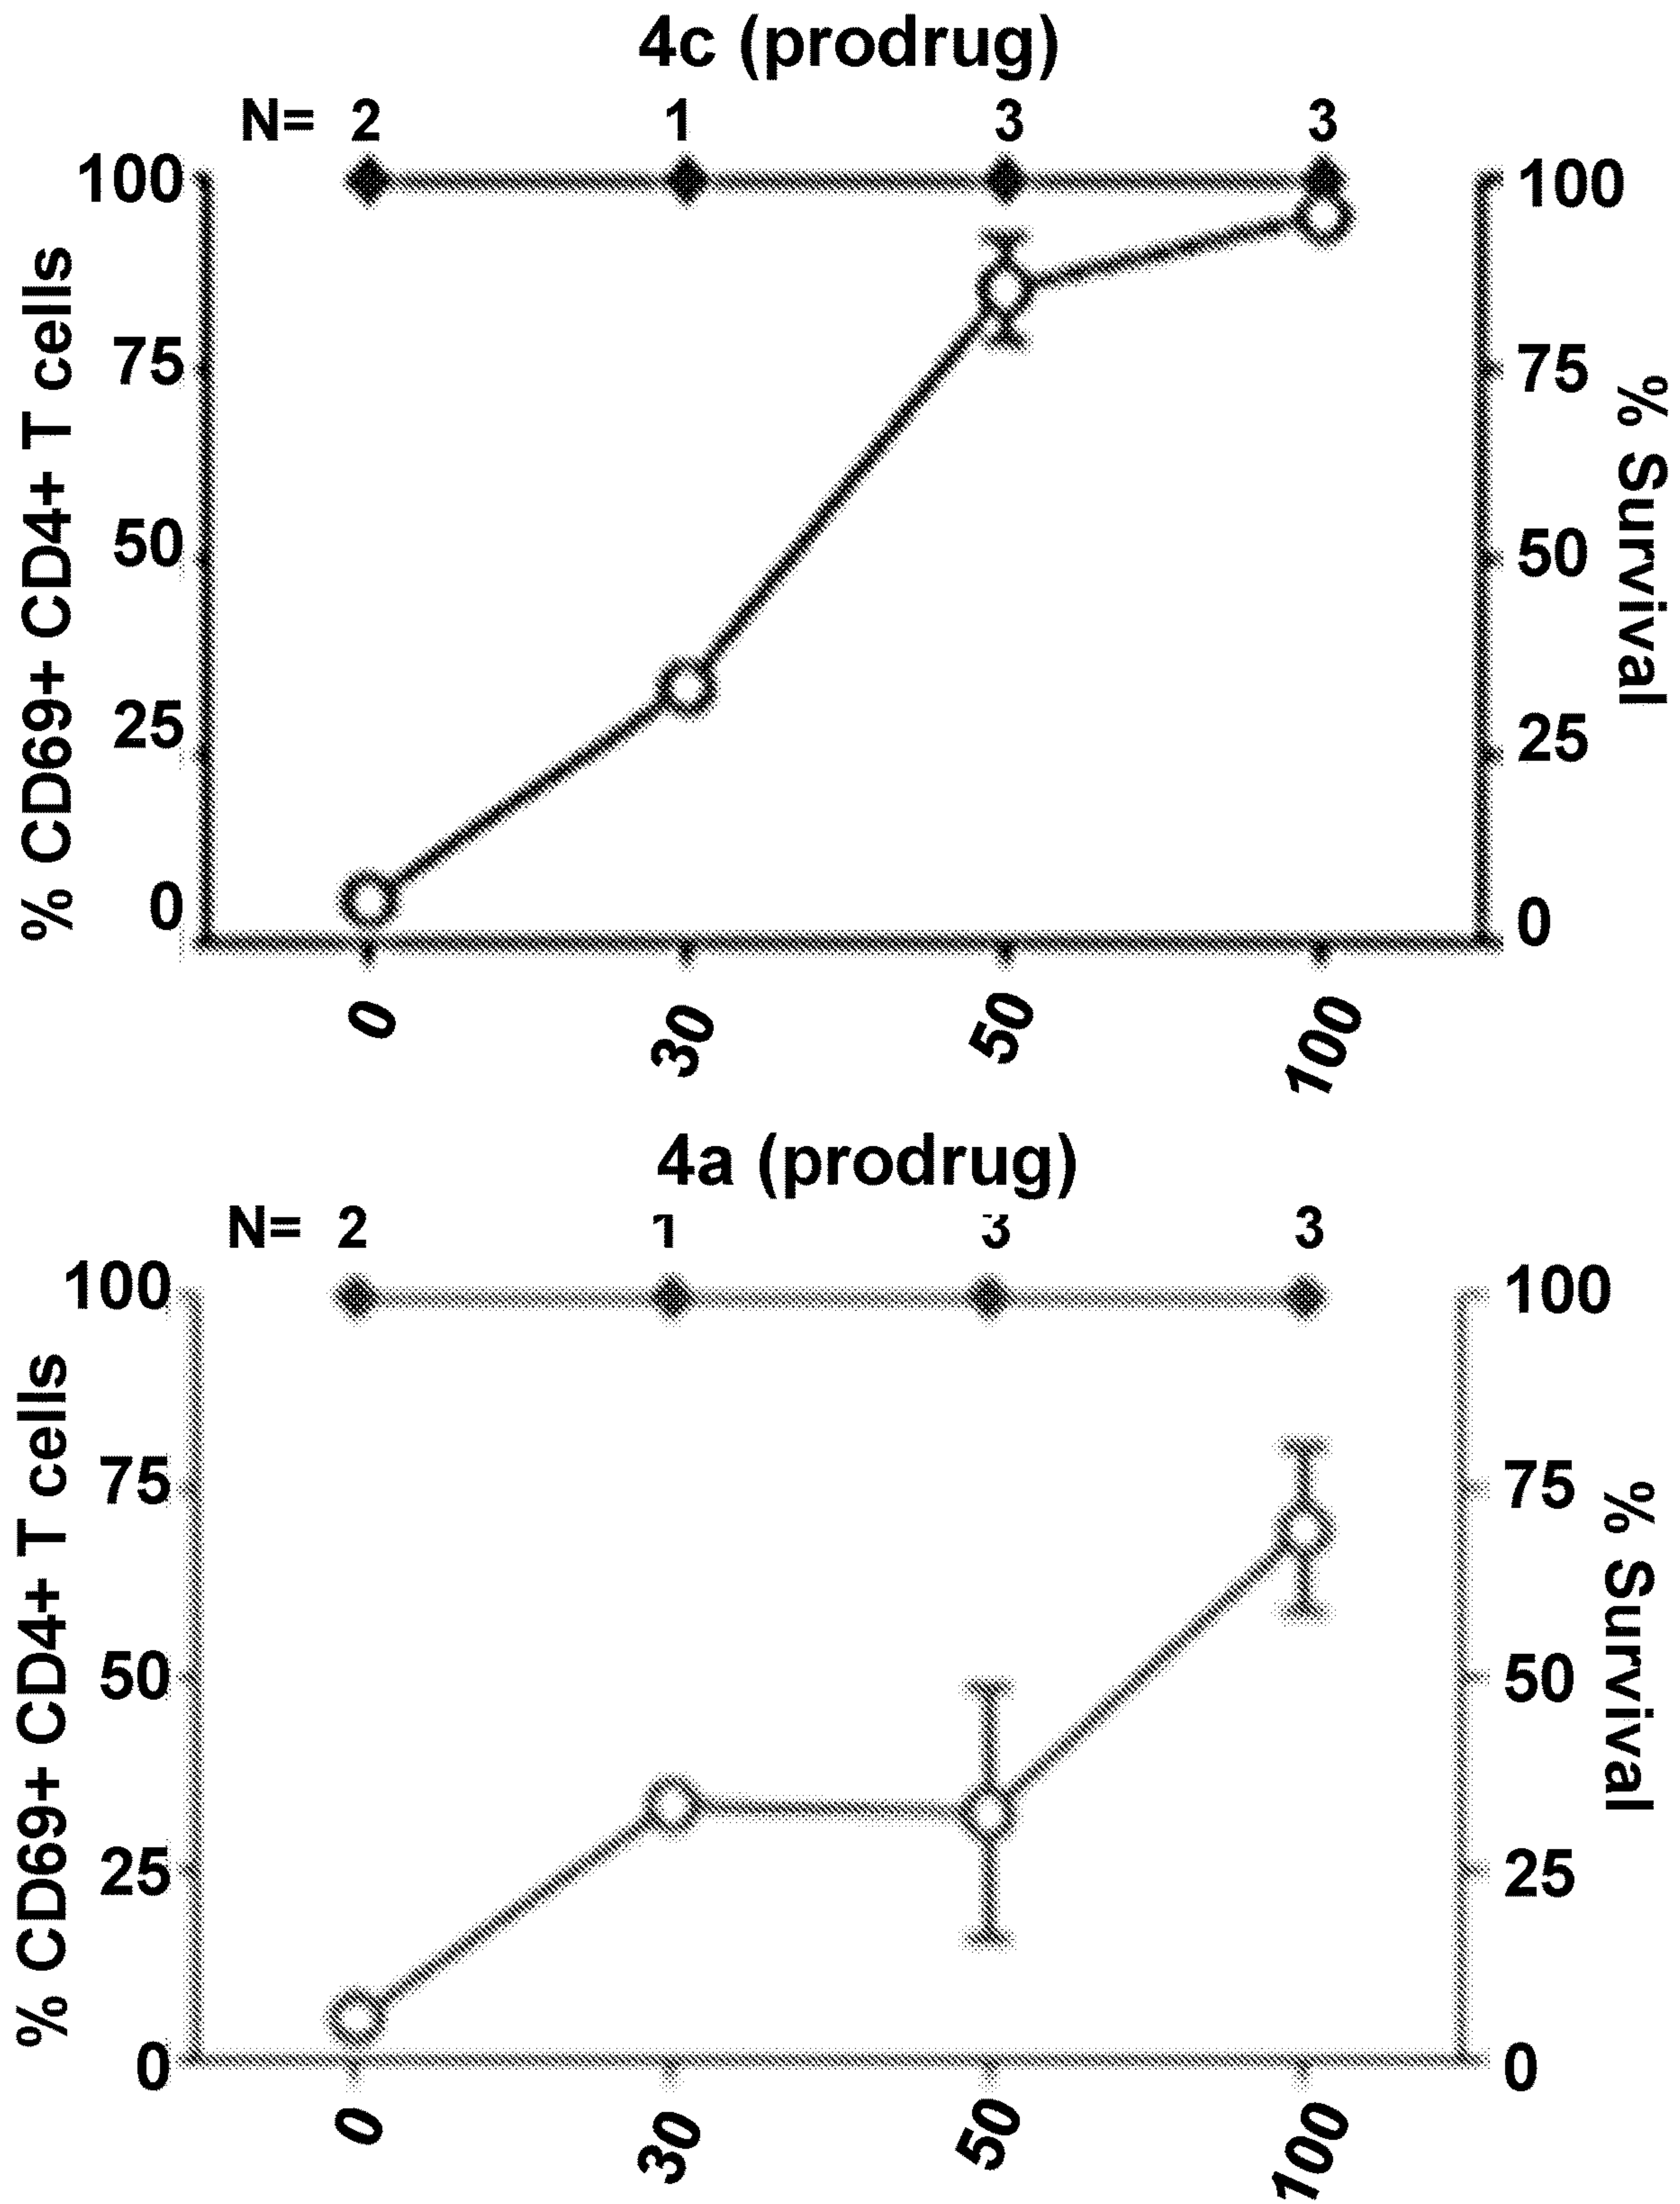 4c (prodrug)
N= 2 1 3 3
100 100
75 75
50 50
25 25
0 0
% CD69+ CD4+ T cells
% Survival
0 30 50 100
4a (prodrug)
N= 2 1 3 3
100 100
75 75
50 50
25 25
0 0
% CD69+ CD4+ T cells
% Survival
0 30 50 100